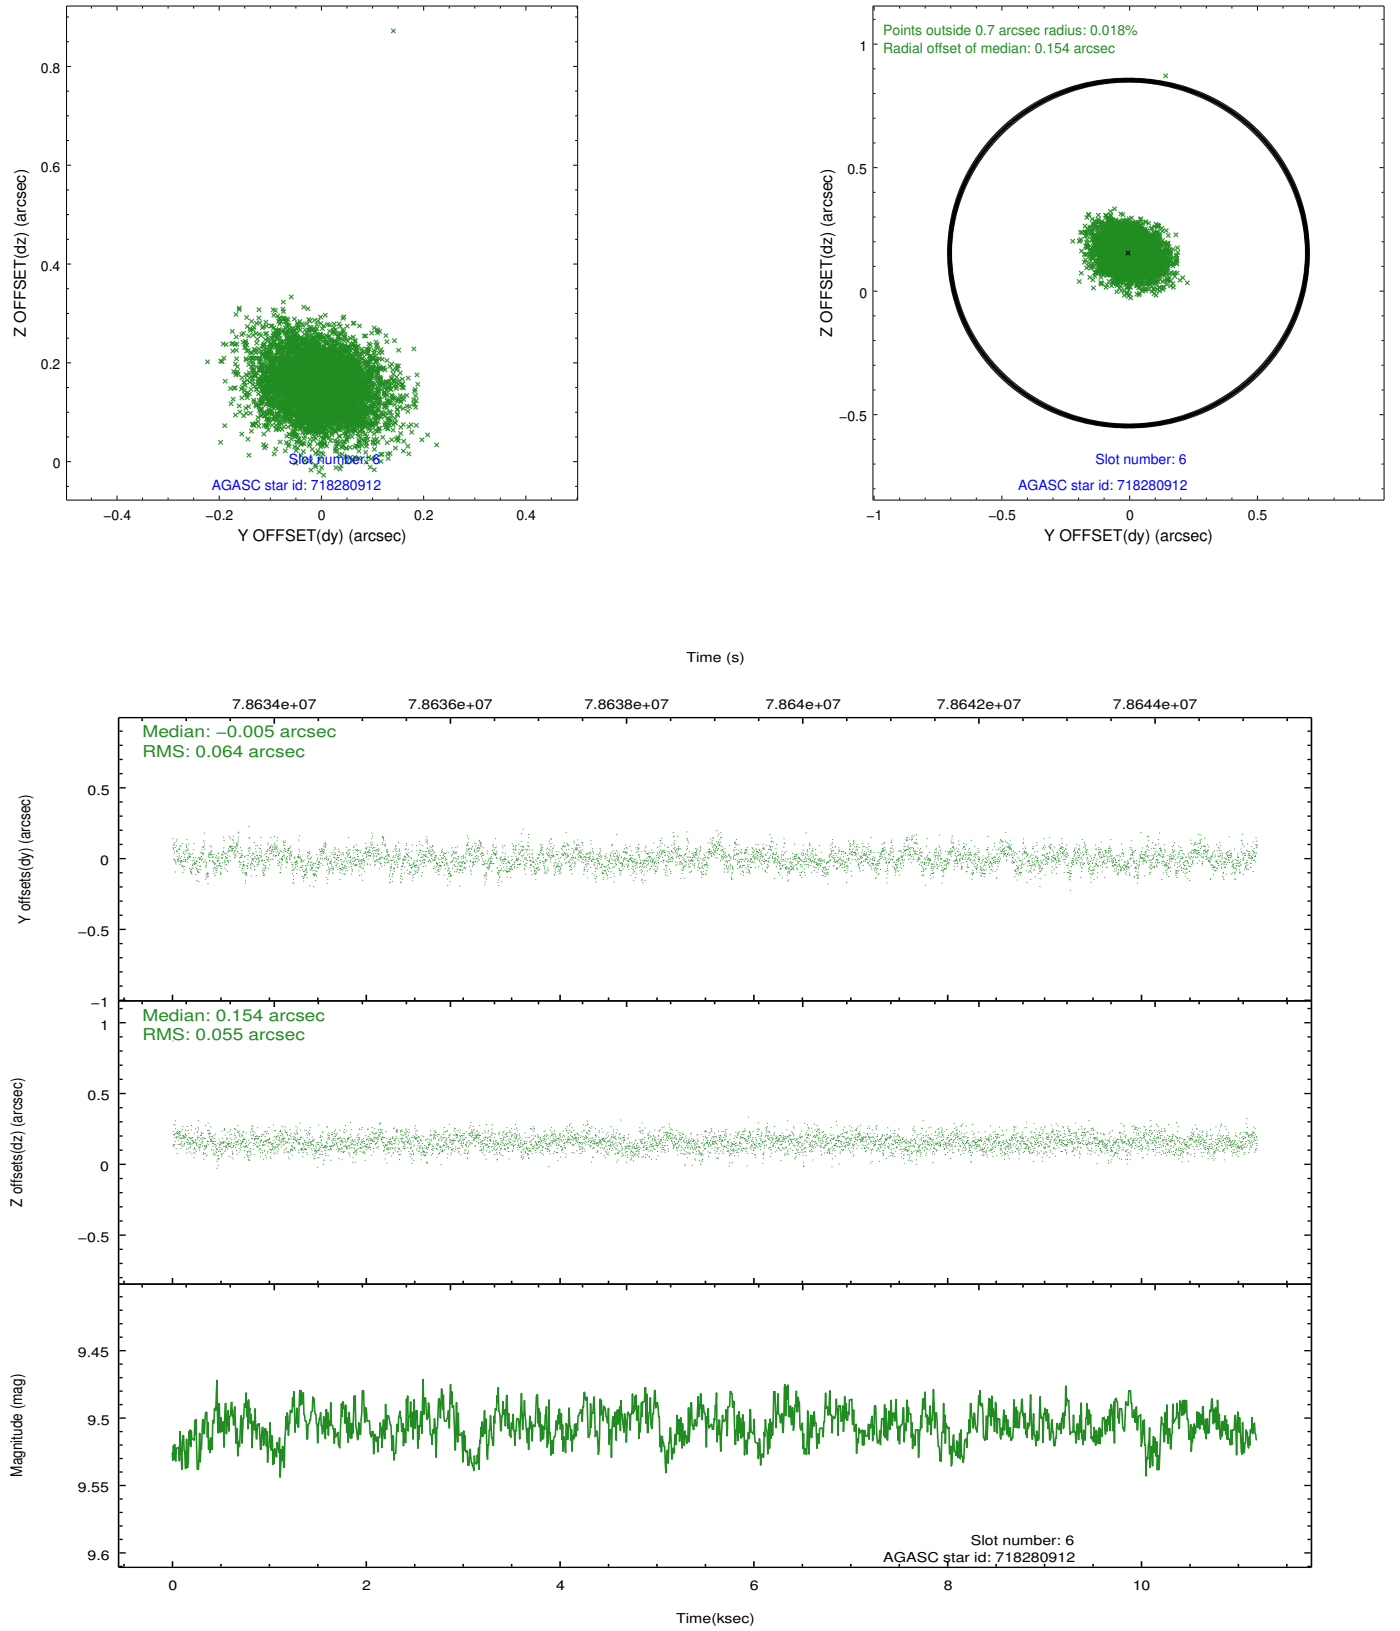 0.8
0.6
0.4
0.2
0
−0.4
−0.2
0
0.2
0.4
Z OFFSET(dz) (arcsec)
Y OFFSET(dy) (arcsec)
Slot number: 6
AGASC star id: 718280912
Points outside 0.7 arcsec radius: 0.018%
Radial offset of median: 0.154 arcsec
1
0.5
0
−0.5
−1
−0.5
0
0.5
Z OFFSET(dz) (arcsec)
Y OFFSET(dy) (arcsec)
Slot number: 6
AGASC star id: 718280912
Time (s)
7.8634e+07
7.8636e+07
7.8638e+07
7.864e+07
7.8642e+07
7.8644e+07
Median: −0.005 arcsec
RMS: 0.064 arcsec
0.5
0
−0.5
−1
Y offsets(dy) (arcsec)
Median: 0.154 arcsec
RMS: 0.055 arcsec
1
0.5
0
−0.5
Z offsets(dz) (arcsec)
9.45
9.5
9.55
9.6
Magnitude (mag)
Slot number: 6
AGASC star id: 718280912
0
2
4
6
8
10
Time(ksec)